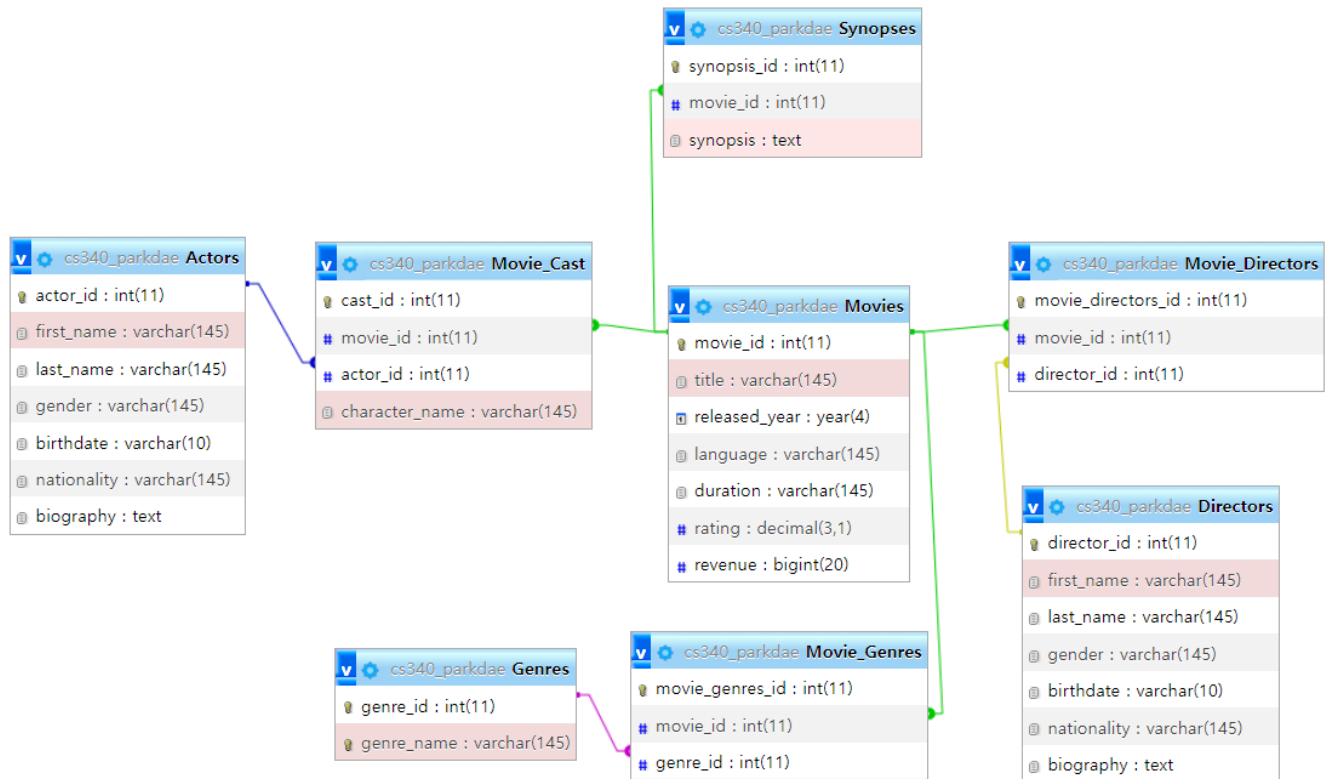 cs340_parkdae Synopses
synopsis_id : int(11)
movie_id : int(11)
synopsis : text
cs340_parkdae Actors
actor_id : int(11)
first_name : varchar(145)
last_name : varchar(145)
gender : varchar(145)
birthdate : varchar(10)
nationality : varchar(145)
biography : text
cs340_parkdae Movie_Cast
cast_id : int(11)
movie_id : int(11)
actor_id : int(11)
character_name : varchar(145)
cs340_parkdae Movies
movie_id : int(11)
title : varchar(145)
released_year : year(4)
language : varchar(145)
duration : varchar(145)
rating : decimal(3,1)
revenue : bigint(20)
cs340_parkdae Movie_Directors
movie_directors_id : int(11)
movie_id : int(11)
director_id : int(11)
cs340_parkdae Directors
director_id : int(11)
first_name : varchar(145)
last_name : varchar(145)
gender : varchar(145)
birthdate : varchar(10)
nationality : varchar(145)
biography : text
cs340_parkdae Genres
genre_id : int(11)
genre_name : varchar(145)
cs340_parkdae Movie_Genres
movie_genres_id : int(11)
movie_id : int(11)
genre_id : int(11)